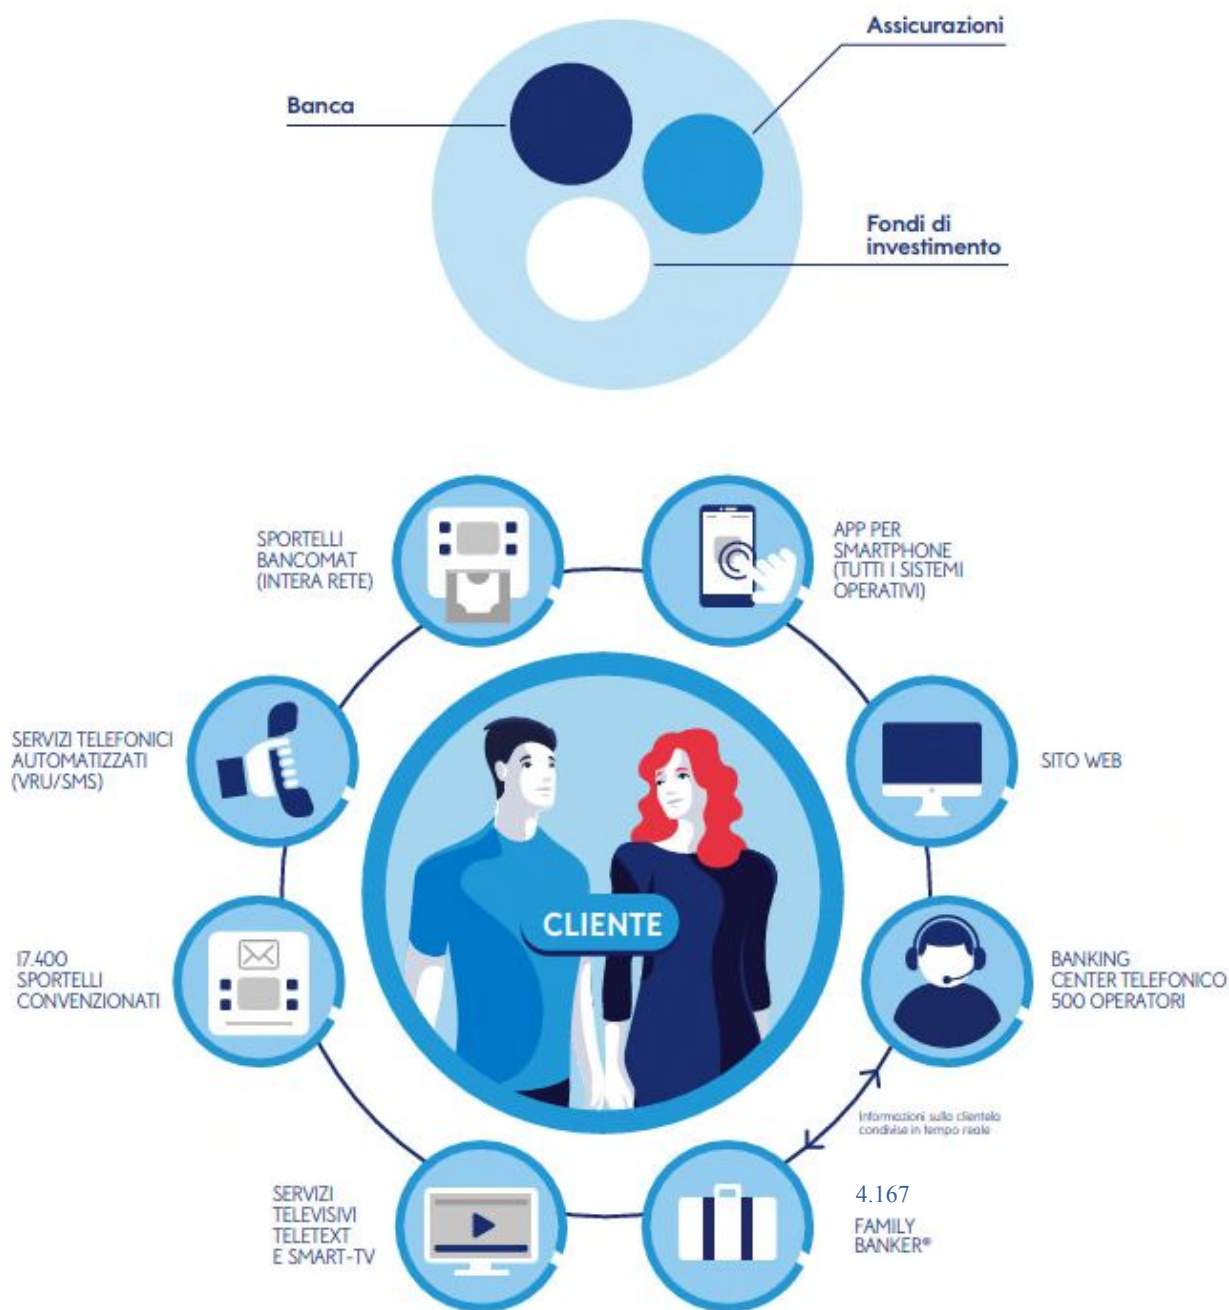 Assicurazioni
Banca
Fondi di
investimento
SPORTELLI
BANCOMAT
(INTERA RETE)
APP PER
SMARTPHONE
(TUTTI I SISTEMI
OPERATIVI)
SERVIZI TELEFONICI
AUTOMATIZZATI
(VRU/SMS)
SITO WEB
CLIENTE
17.400
SPORTELLI
CONVENZIONATI
BANKING
CENTER TELEFONICO
500 OPERATORI
Informazioni sulla clientela
condivise in tempo reale
SERVIZI
TELEVISIVI
TELETEXT
E SMART-TV
4.167
FAMILY
BANKER®